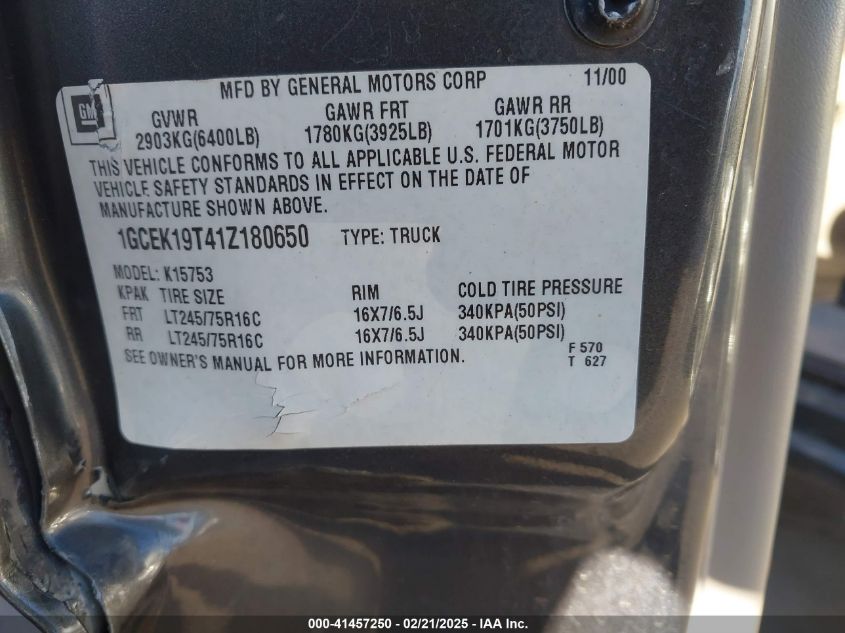 MFD BY GENERAL MOTORS CORP 11/00
GM
GVWR GAWR FRT GAWR RR
2903KG(6400LB) 1780KG(3925LB) 1701KG(3750LB)
THIS VEHICLE CONFORMS TO ALL APPLICABLE U.S. FEDERAL MOTOR
VEHICLE SAFETY STANDARDS IN EFFECT ON THE DATE OF
MANUFACTURE SHOWN ABOVE.
1GCEK19T41Z180650 TYPE: TRUCK
MODEL: K15753
KPAK TIRE SIZE RIM COLD TIRE PRESSURE
FRT LT245/75R16C 16X7/6.5J 340KPA(50PSI)
RR LT245/75R16C 16X7/6.5J 340KPA(50PSI)
SEE OWNER'S MANUAL FOR MORE INFORMATION.
F 570
T 627
000-41457250 - 02/21/2025 - IAA Inc.